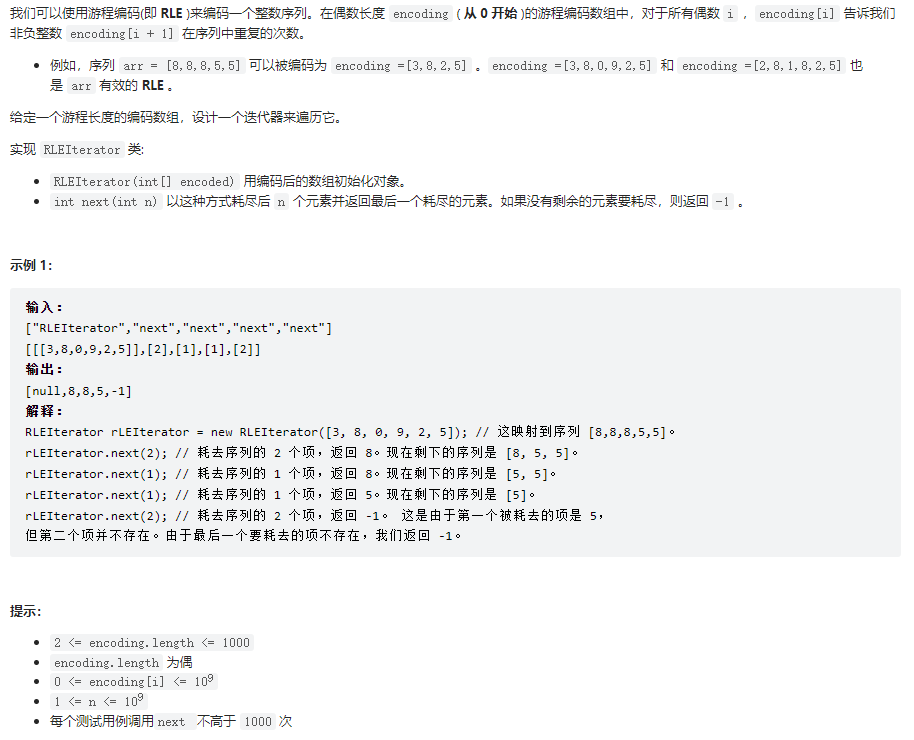 我们可以使用游程编码(即 RLE )来编码一个整数序列。在偶数长度 encoding ( 从 0 开始 )的游程编码数组中，对于所有偶数 i ，encoding[i] 告诉我们
非负整数 encoding[i + 1] 在序列中重复的次数。
• 例如，序列 arr = [8,8,8,5,5] 可以被编码为 encoding =[3,8,2,5] 。encoding =[3,8,0,9,2,5] 和 encoding =[2,8,1,8,2,5] 也
是 arr 有效的 RLE 。
给定一个游程长度的编码数组，设计一个迭代器来遍历它。
实现 RLEIterator 类:
• RLEIterator(int[] encoded) 用编码后的数组初始化对象。
• int next(int n) 以这种方式耗尽后 n 个元素并返回最后一个耗尽的元素。如果没有剩余的元素要耗尽，则返回 -1 。
示例 1：
输入：
["RLEIterator","next","next","next","next"]
[[[3,8,0,9,2,5]],[2],[1],[1],[2]]
输出：
[null,8,8,5,-1]
解释：
RLEIterator rLEIterator = new RLEIterator([3, 8, 0, 9, 2, 5]); // 这映射到序列 [8,8,8,5,5]。
rLEIterator.next(2); // 耗去序列的 2 个项，返回 8。现在剩下的序列是 [8, 5, 5]。
rLEIterator.next(1); // 耗去序列的 1 个项，返回 8。现在剩下的序列是 [5, 5]。
rLEIterator.next(1); // 耗去序列的 1 个项，返回 5。现在剩下的序列是 [5]。
rLEIterator.next(2); // 耗去序列的 2 个项，返回 -1。 这是由于第一个被耗去的项是 5，
但第二个项并不存在。由于最后一个要耗去的项不存在，我们返回 -1。
提示：
• 2 <= encoding.length <= 1000
• encoding.length 为偶
• 0 <= encoding[i] <= 10⁹
• 1 <= n <= 10⁹
• 每个测试用例调用next 不高于 1000 次